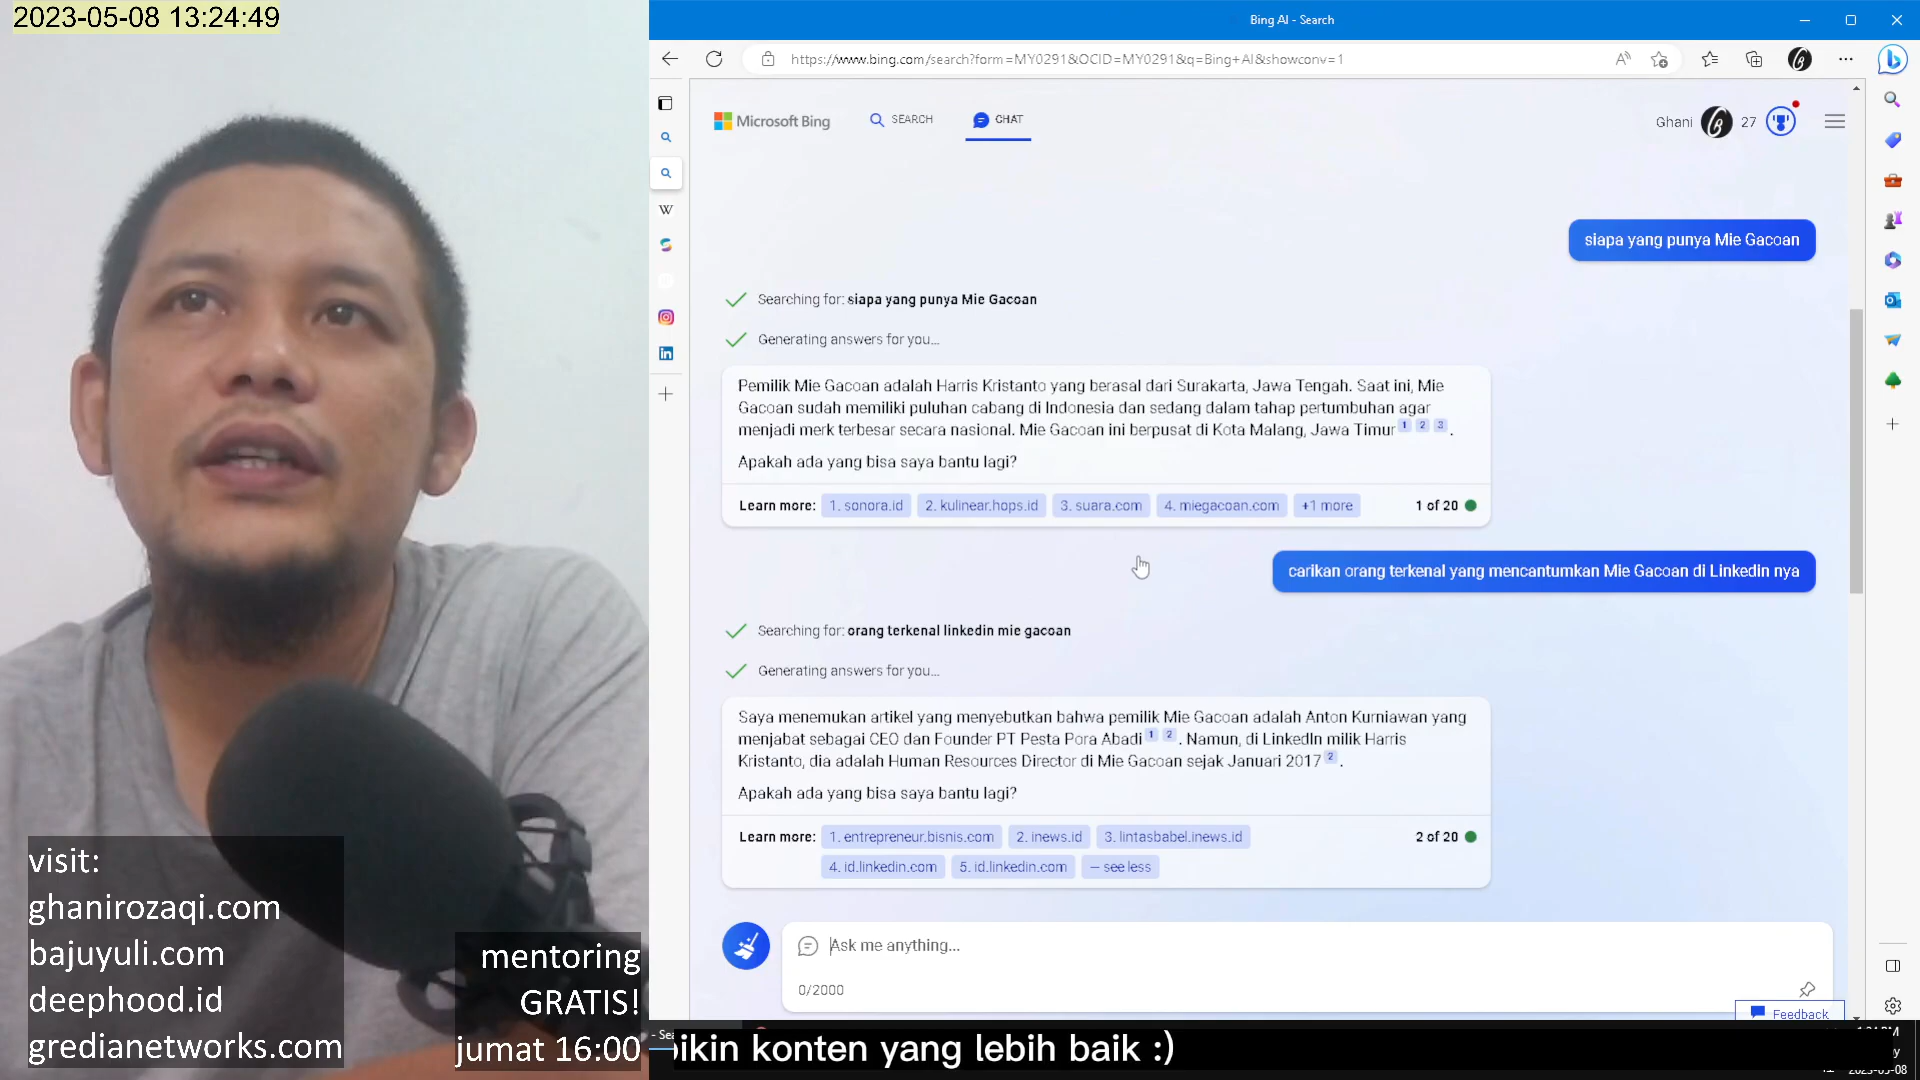 2023-05-08 13:24:49
Bing AI - Search
https://www.bing.com/search?form=MY0291&OCID=MY0291&q=Bing+AI&showconv=1
Microsoft Bing
SEARCH
CHAT
Ghani
27
siapa yang punya Mie Gacoan
Searching for: siapa yang punya Mie Gacoan
Generating answers for you...
Pemilik Mie Gacoan adalah Harris Kristanto yang berasal dari Surakarta, Jawa Tengah. Saat ini, Mie
Gacoan sudah memiliki puluhan cabang di Indonesia dan sedang dalam tahap pertumbuhan agar
menjadi merk terbesar secara nasional. Mie Gacoan ini berpusat di Kota Malang, Jawa Timur 1 2 3 .
Apakah ada yang bisa saya bantu lagi?
Learn more: 1. sonora.id 2. kulinear.hops.id 3. suara.com 4. miegacoan.com +1 more 1 of 20
carikan orang terkenal yang mencantumkan Mie Gacoan di Linkedin nya
Searching for: orang terkenal linkedin mie gacoan
Generating answers for you...
Saya menemukan artikel yang menyebutkan bahwa pemilik Mie Gacoan adalah Anton Kurniawan yang
menjabat sebagai CEO dan Founder PT Pesta Pora Abadi 1 2 . Namun, di LinkedIn milik Harris
Kristanto, dia adalah Human Resources Director di Mie Gacoan sejak Januari 2017 2 .
Apakah ada yang bisa saya bantu lagi?
Learn more: 1. entrepreneur.bisnis.com 2. inews.id 3. lintasbabel.inews.id 2 of 20
4. id.linkedin.com 5. id.linkedin.com — see less
Ask me anything...
0/2000
Feedback
visit:
ghanirozaqi.com
bajuyuli.com
deephood.id
gredianetworks.com
mentoring
GRATIS!
jumat 16:00
bikin konten yang lebih baik :)